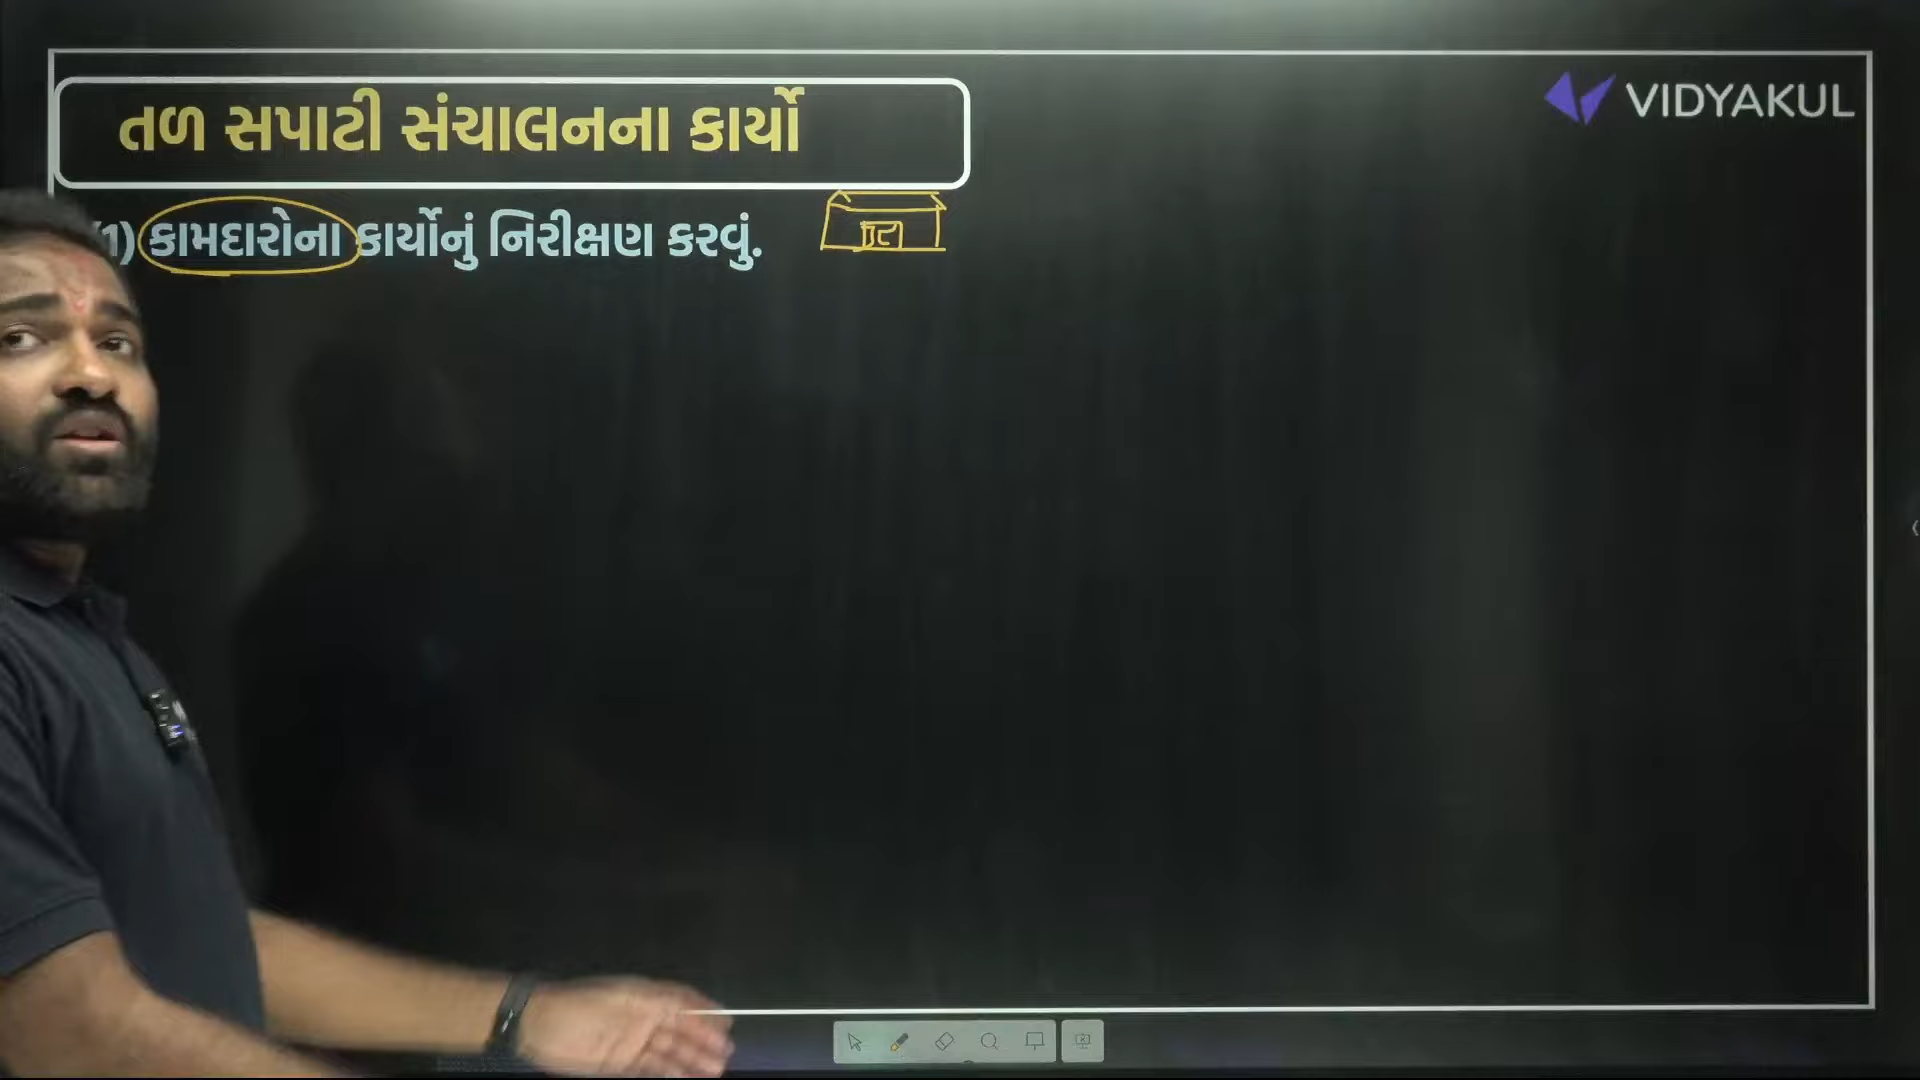 તળ સપાટી સંચાલનના કાર્યો
VIDYAKUL
(1) કામદારોના કાર્યોનું નિરીક્ષણ કરવું.